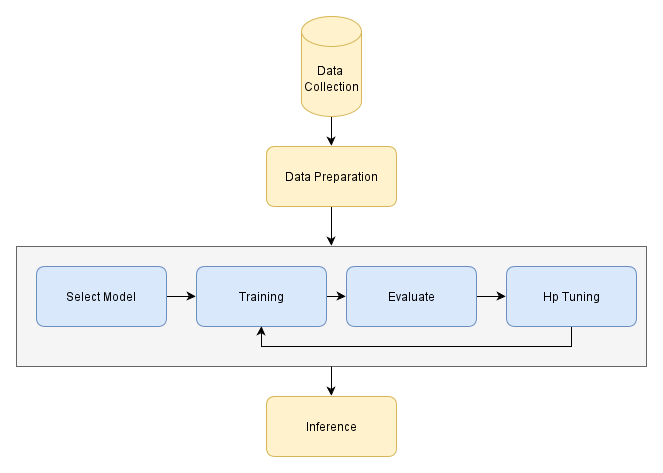 Data
Collection
Data Preparation
Select Model
Training
Evaluate
Hp Tuning
Inference